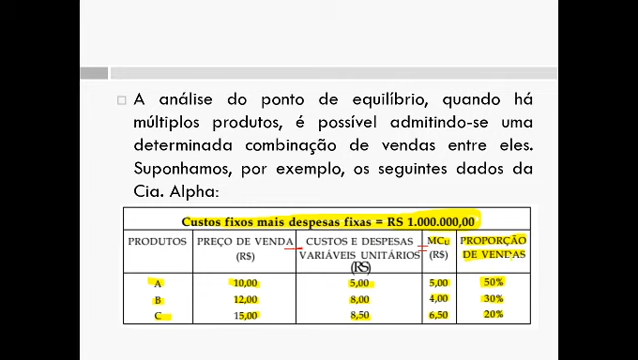 A análise do ponto de equilíbrio, quando há
múltiplos produtos, é possível admitindo-se uma
determinada combinação de vendas entre eles.
Suponhamos, por exemplo, os seguintes dados da
Cia. Alpha:
Custos fixos mais despesas fixas = RS 1.000.000,00
PRODUTOS PREÇO DE VENDA CUSTOS E DESPESAS MCu PROPORÇÃO
(R$) VARIÁVEIS UNITÁRIOS (R$) DE VENDAS
(RS)
A 10,00 5,00 5,00 50%
B 12,00 8,00 4,00 30%
C 15,00 8,50 6,50 20%